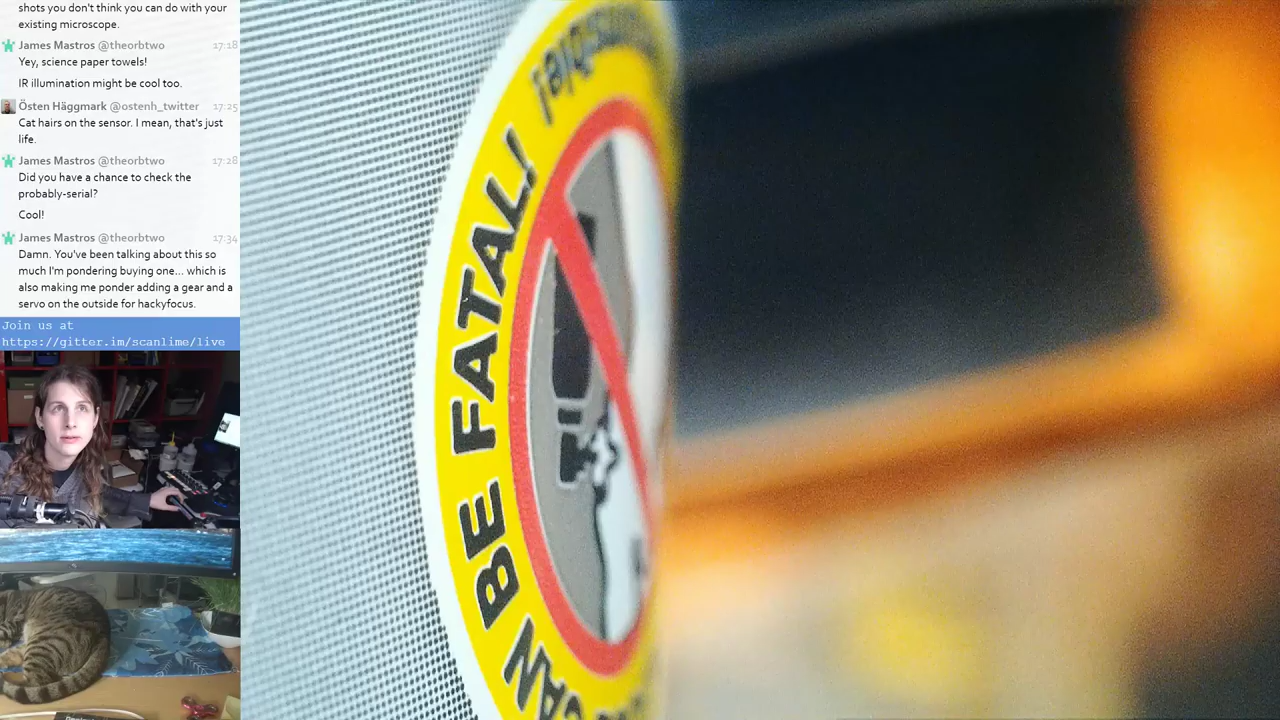 shots you don't think you can do with your
existing microscope.
James Mastros @theorbtwo 17:18
Yey, science paper towels!
IR illumination might be cool too.
Östen Häggmark @ostenh_twitter 17:25
Cat hairs on the sensor. I mean, that's just
life.
James Mastros @theorbtwo 17:28
Did you have a chance to check the
probably-serial?
Cool!
James Mastros @theorbtwo 17:34
Damn. You've been talking about this so
much I'm pondering buying one... which is
also making me ponder adding a gear and a
servo on the outside for hackyfocus.
Join us at
https://gitter.im/scanlime/live
CAN BE FATAL!